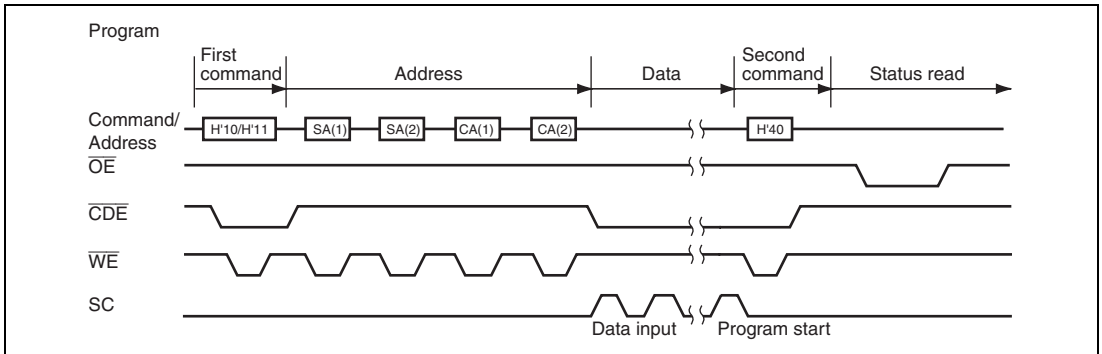 Program
First command
Address
Data
Second command
Status read
Command/
Address
H'10/H'11
SA(1)
SA(2)
CA(1)
CA(2)
H'40
OE
CDE
WE
SC
Data input
Program start